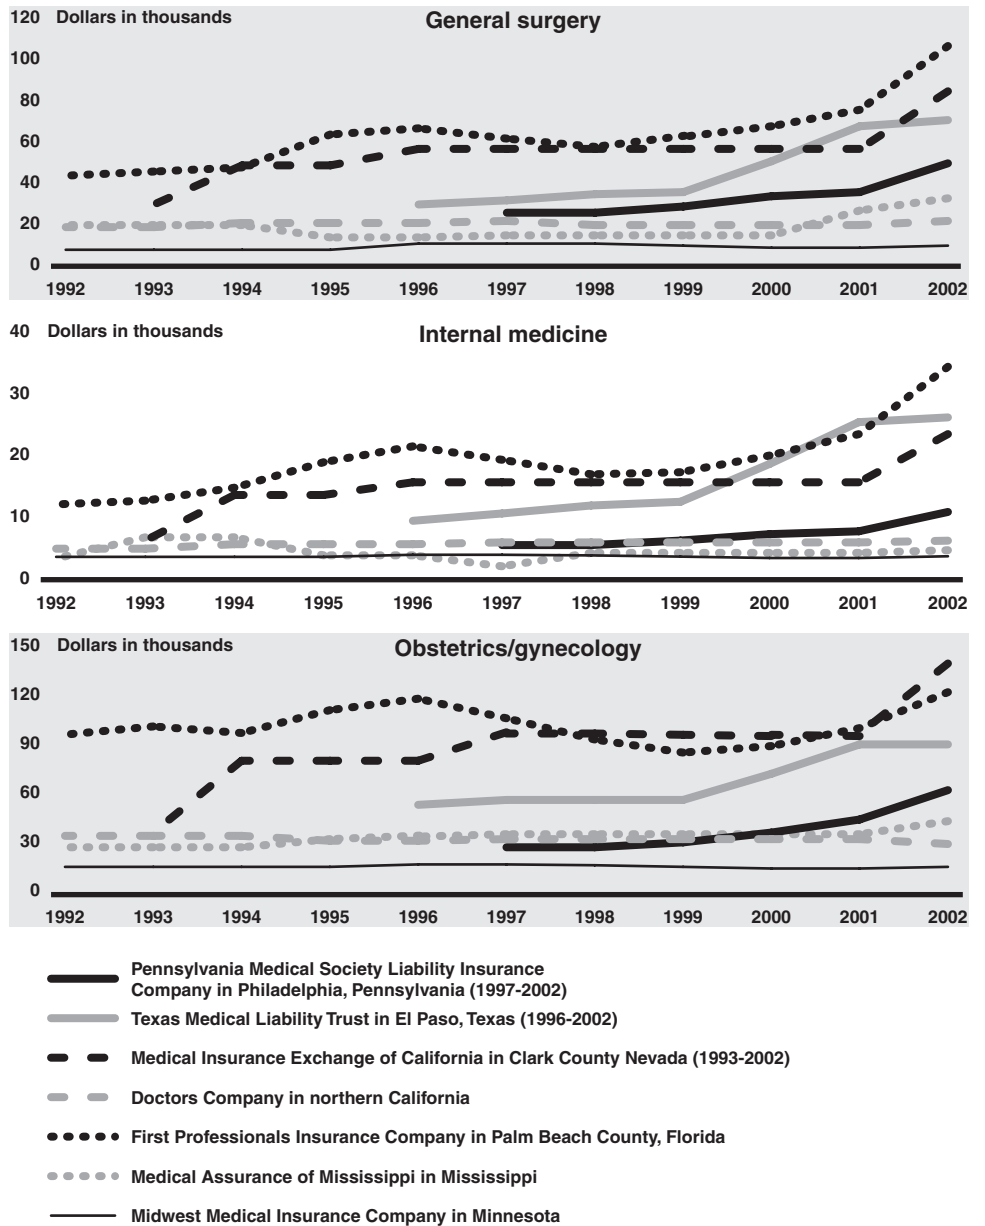 120 Dollars in thousands General surgery
100
80
60
40
20
0
1992 1993 1994 1995 1996 1997 1998 1999 2000 2001 2002
40 Dollars in thousands Internal medicine
30
20
10
0
1992 1993 1994 1995 1996 1997 1998 1999 2000 2001 2002
150 Dollars in thousands Obstetrics/gynecology
120
90
60
30
0
1992 1993 1994 1995 1996 1997 1998 1999 2000 2001 2002
Pennsylvania Medical Society Liability Insurance
Company in Philadelphia, Pennsylvania (1997-2002)
Texas Medical Liability Trust in El Paso, Texas (1996-2002)
Medical Insurance Exchange of California in Clark County Nevada (1993-2002)
Doctors Company in northern California
First Professionals Insurance Company in Palm Beach County, Florida
Medical Assurance of Mississippi in Mississippi
Midwest Medical Insurance Company in Minnesota